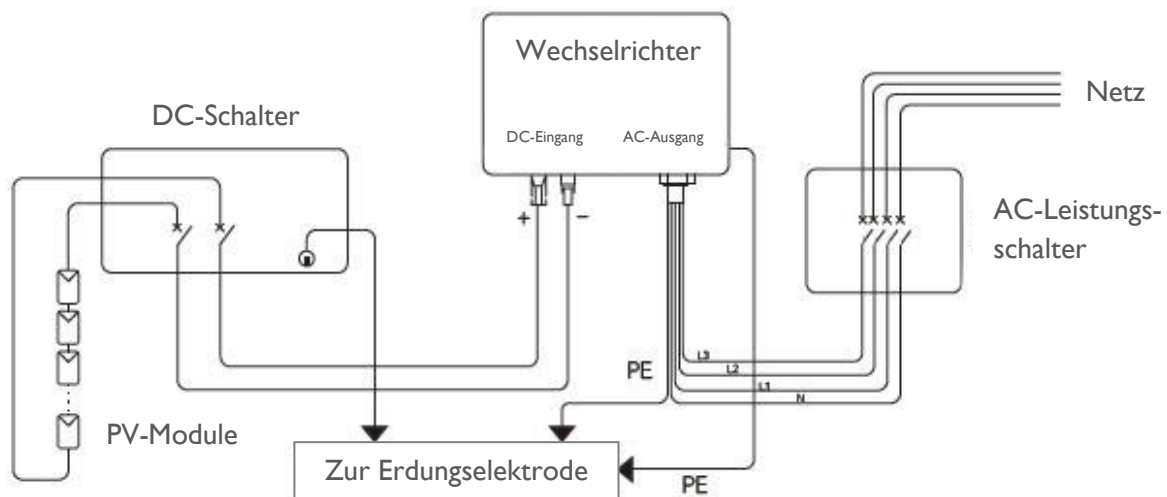 Wechselrichter
DC-Eingang
AC-Ausgang
Netz
DC-Schalter
+
−
AC-Leistungs-
schalter
L3
L2
L1
N
PE
PV-Module
Zur Erdungselektrode
PE